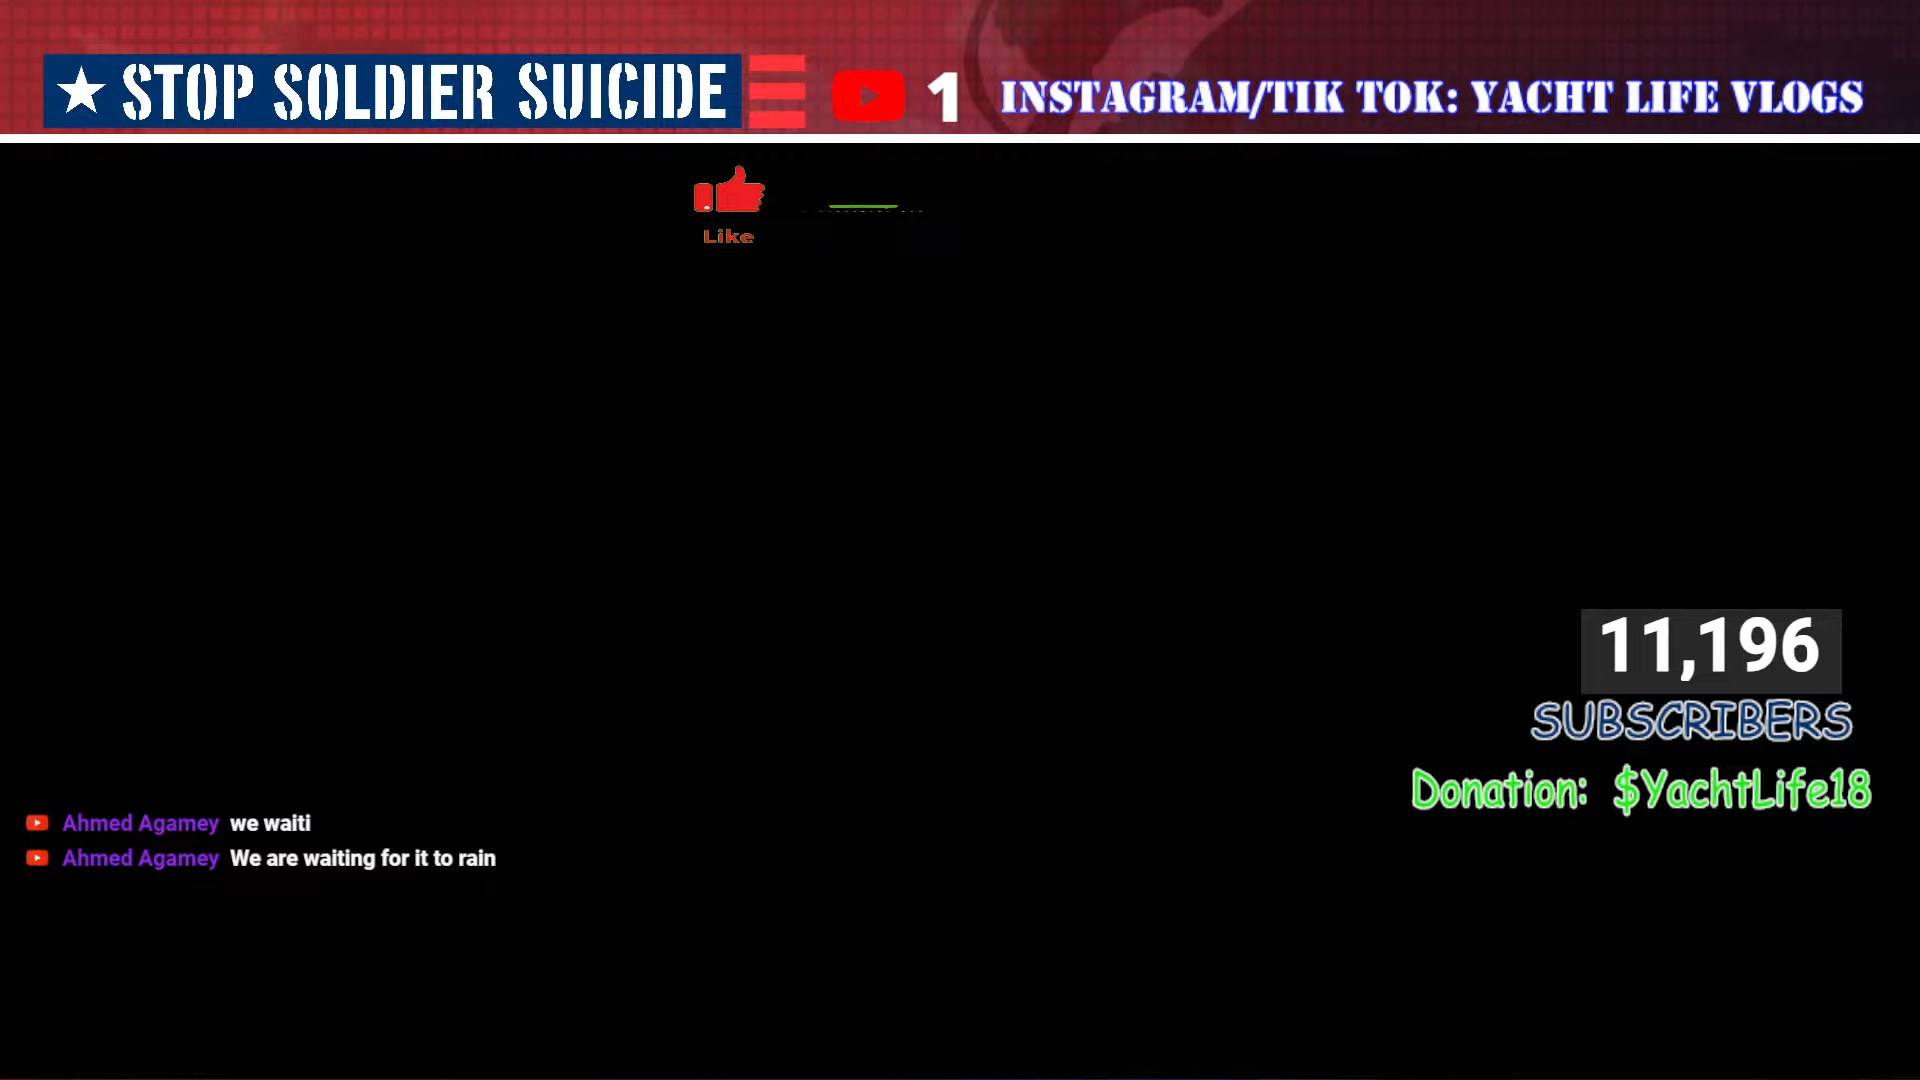 ★ STOP SOLDIER SUICIDE
1
INSTAGRAM/TIK TOK: YACHT LIFE VLOGS
Like
11,196
SUBSCRIBERS
Donation: $YachtLife18
Ahmed Agamey we waiti
Ahmed Agamey We are waiting for it to rain